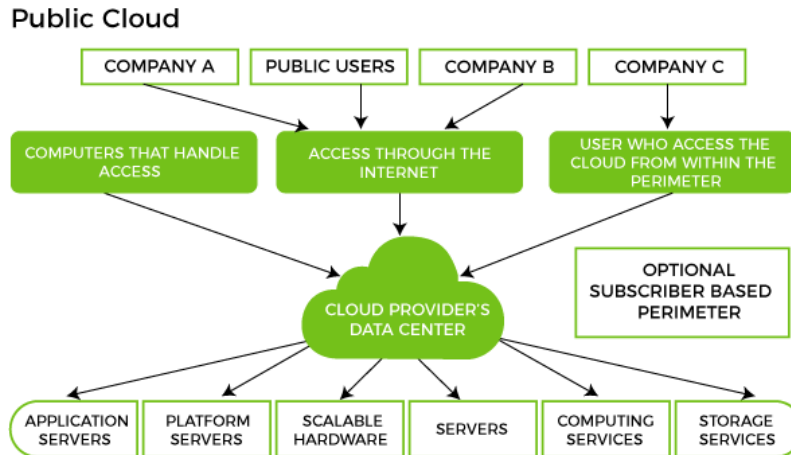 Public Cloud
COMPANY A
PUBLIC USERS
COMPANY B
COMPANY C
COMPUTERS THAT HANDLE
ACCESS
ACCESS THROUGH THE
INTERNET
USER WHO ACCESS THE
CLOUD FROM WITHIN THE
PERIMETER
CLOUD PROVIDER'S
DATA CENTER
OPTIONAL
SUBSCRIBER BASED
PERIMETER
APPLICATION
SERVERS
PLATFORM
SERVERS
SCALABLE
HARDWARE
SERVERS
COMPUTING
SERVICES
STORAGE
SERVICES